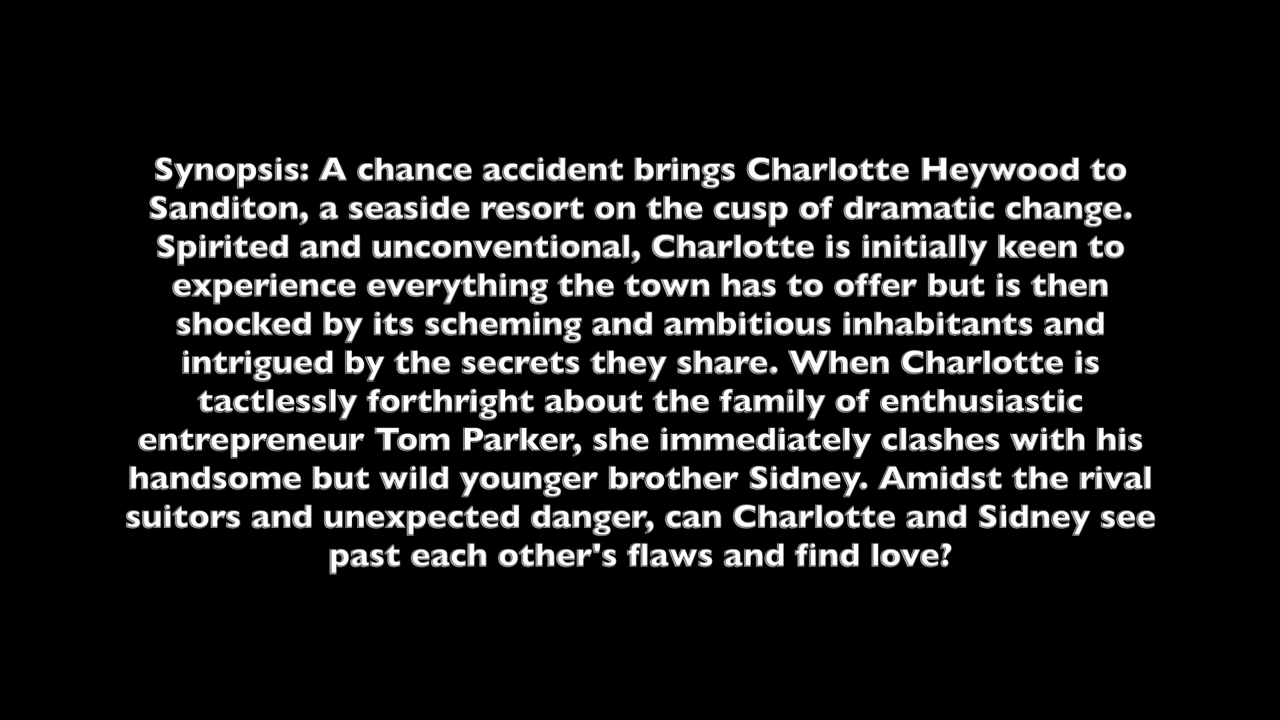 Synopsis: A chance accident brings Charlotte Heywood to
Sanditon, a seaside resort on the cusp of dramatic change.
Spirited and unconventional, Charlotte is initially keen to
experience everything the town has to offer but is then
shocked by its scheming and ambitious inhabitants and
intrigued by the secrets they share. When Charlotte is
tactlessly forthright about the family of enthusiastic
entrepreneur Tom Parker, she immediately clashes with his
handsome but wild younger brother Sidney. Amidst the rival
suitors and unexpected danger, can Charlotte and Sidney see
past each other's flaws and find love?